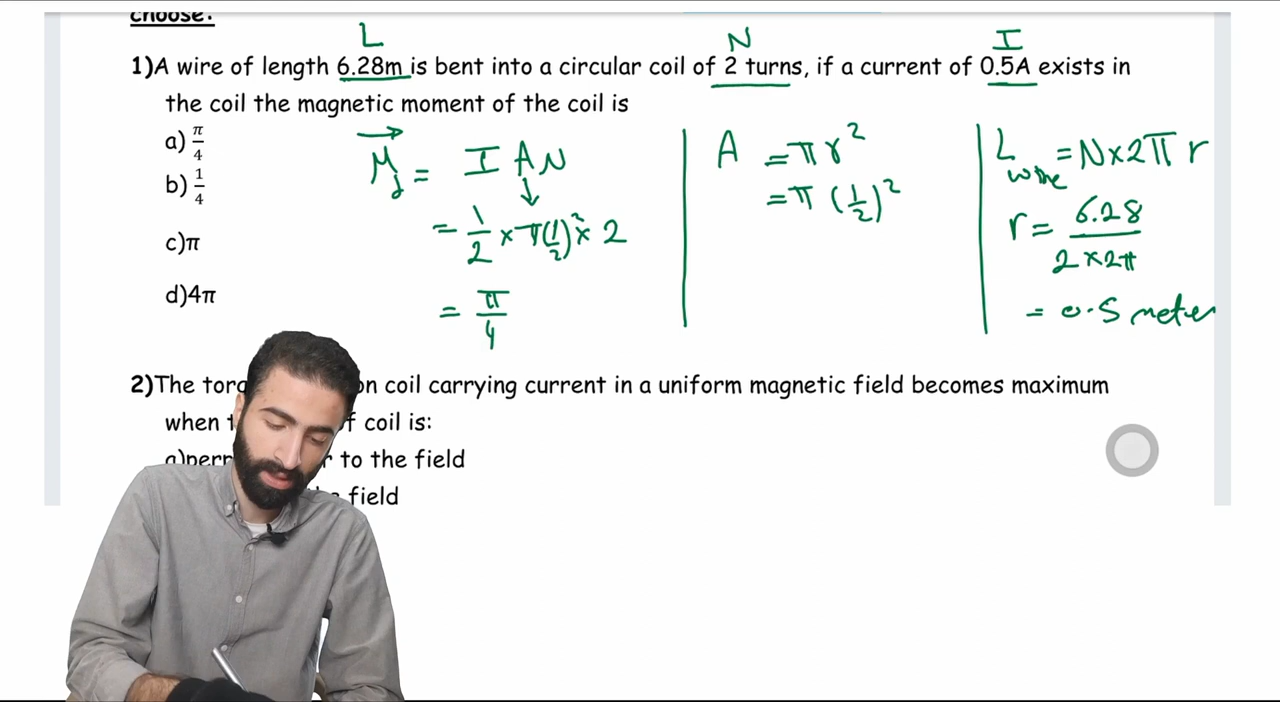 choose:
L N I
1)A wire of length 6.28m is bent into a circular coil of 2 turns, if a current of 0.5A exists in
the coil the magnetic moment of the coil is
a) π/4
b) 1/4
c)π
d)4π
= I A N
= 1/2 × π(1/2)² × 2
= π/4
A = πr²
= π (1/2)²
L wire = N×2π r
r = 6.28 / 2×2π
= 0.5 meter
2)The on coil carrying current in a uniform magnetic field becomes maximum
when of coil is:
to the field
field